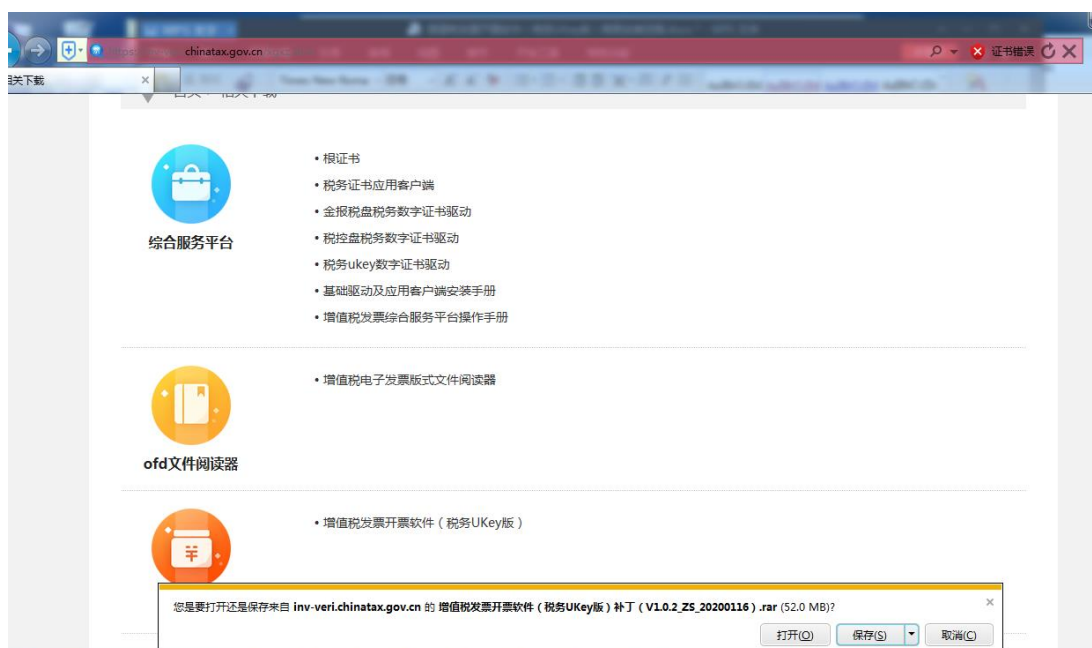 chinatax.gov.cn
证书错误
关下载
• 根证书
• 税务证书应用客户端
• 金报税盘税务数字证书驱动
• 税控盘税务数字证书驱动
• 税务ukey数字证书驱动
• 基础驱动及应用客户端安装手册
• 增值税发票综合服务平台操作手册
综合服务平台
• 增值税电子发票版式文件阅读器
ofd文件阅读器
• 增值税发票开票软件（税务UKey版）
您是要打开还是保存来自 inv-veri.chinatax.gov.cn 的 增值税发票开票软件（税务UKey版）补丁（V1.0.2_ZS_20200116）.rar (52.0 MB)?
打开(O) 保存(S) 取消(C)